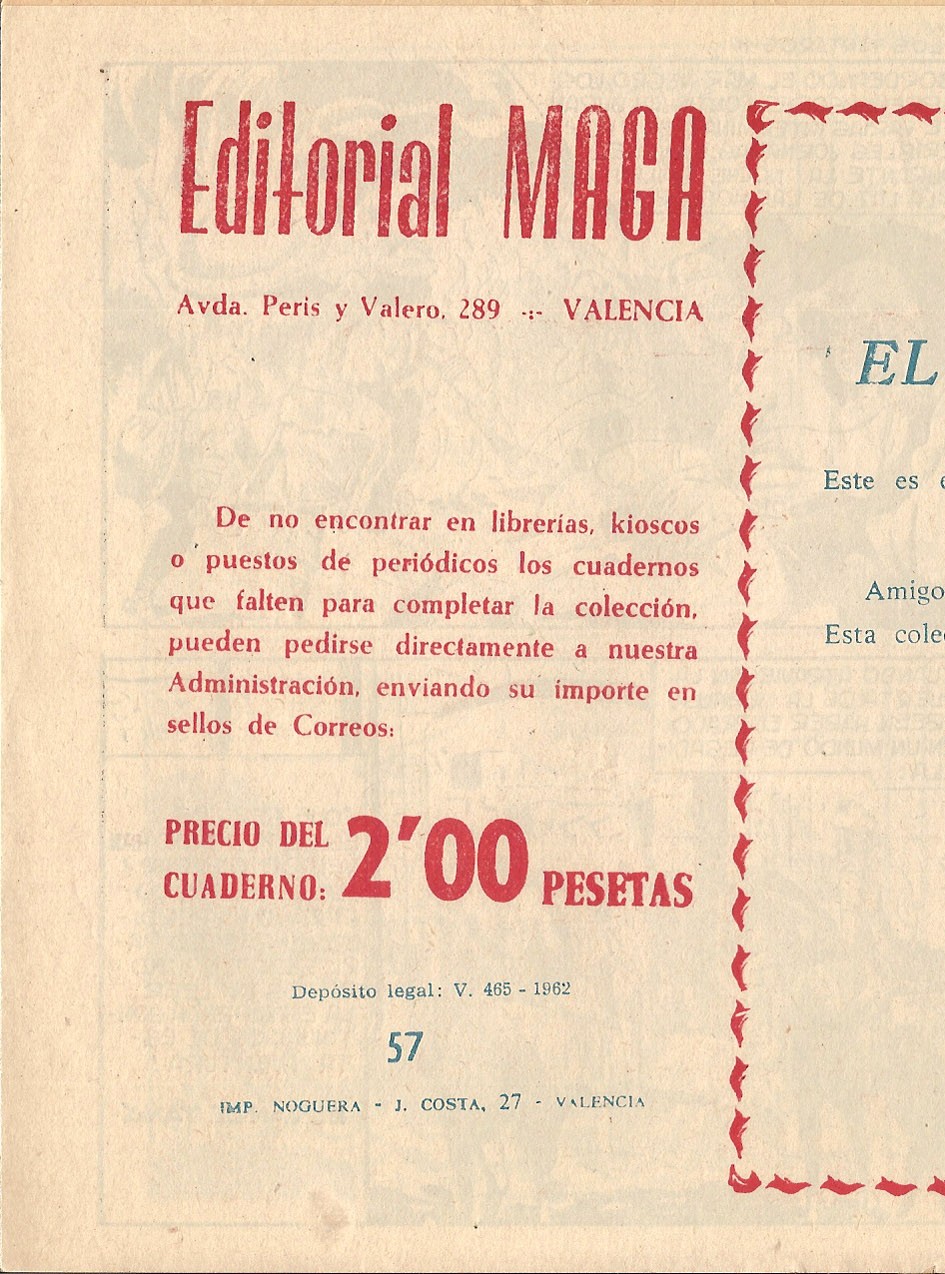 Editorial MAGA
Avda. Peris y Valero, 289 -:- VALENCIA
De no encontrar en librerías, kioscos
o puestos de periódicos los cuadernos
que falten para completar la colección,
pueden pedirse directamente a nuestra
Administración, enviando su importe en
sellos de Correos:
PRECIO DEL
CUADERNO: 2'00 PESETAS
Depósito legal: V. 465 - 1962
57
IMP. NOGUERA - J. COSTA, 27 - VALENCIA
EL
Este es e
Amigo
Esta cole